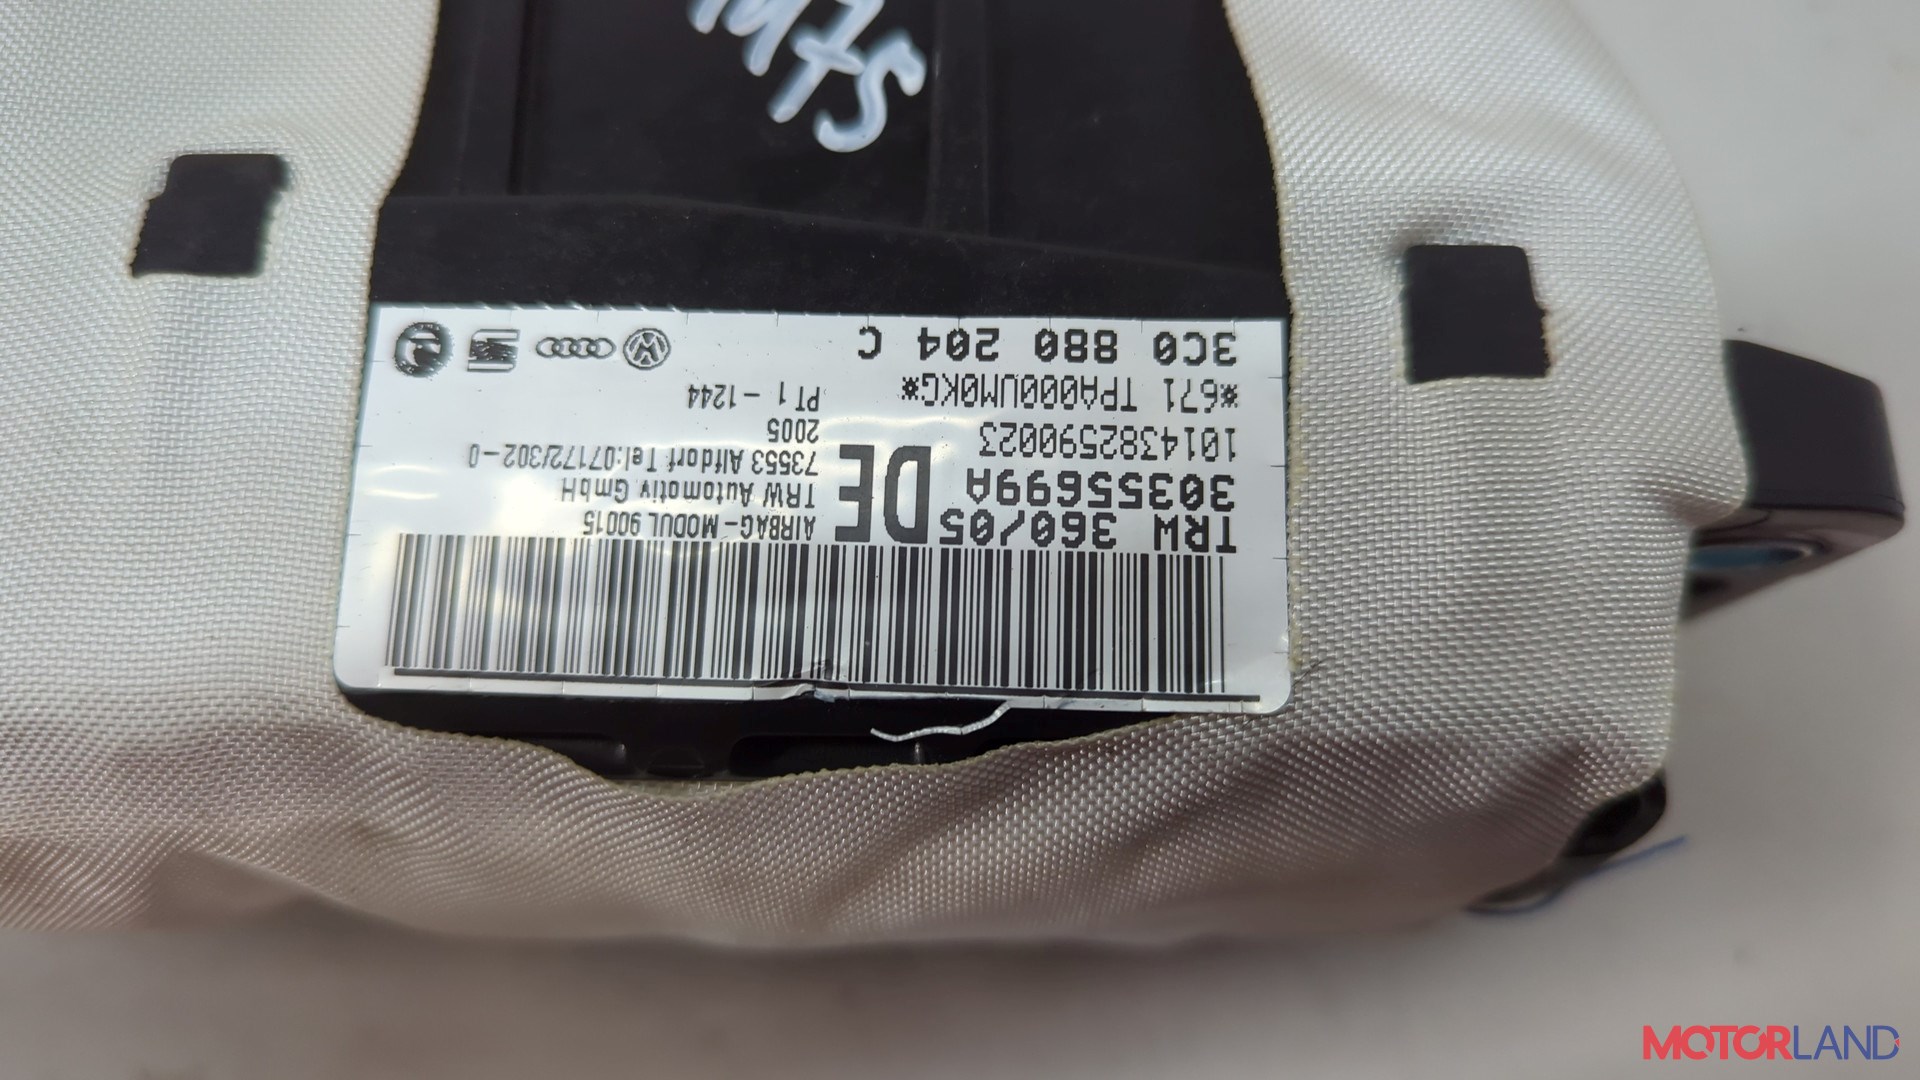 TRW 360/05
30355699A
1014382590023
*671 TPA000UM0KG*
3C0 880 204 C
DE
AIRBAG-MODUL 90015
TRW Automotiv GmbH
73553 Alfdorf Tel:07172/302-0
2005
PT1 - 1244
MOTORLAND